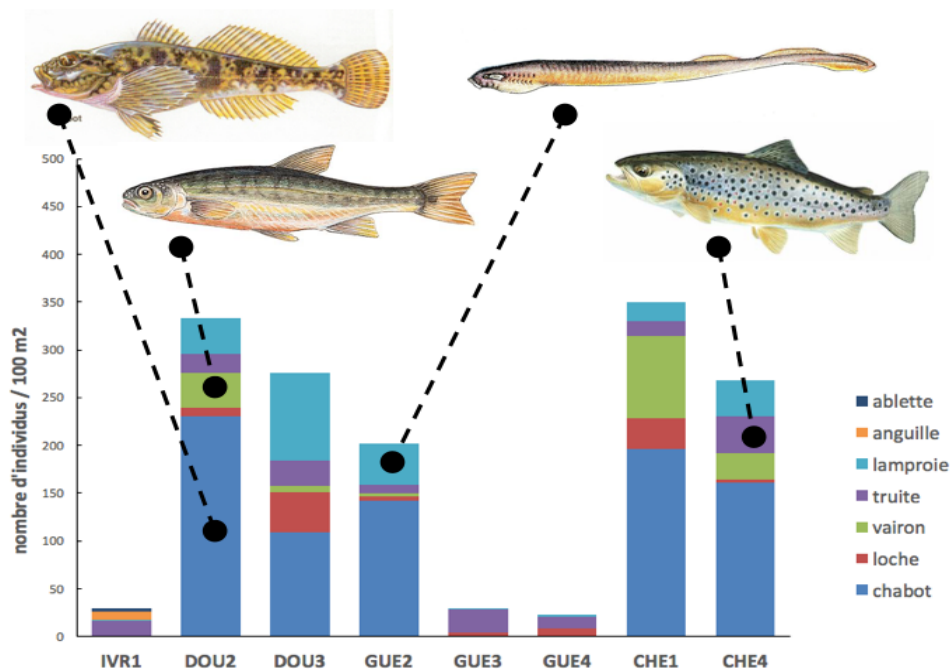 500
450
400
350
300
250
200
150
100
50
0
nombre d'individus / 100 m2
IVR1 DOU2 DOU3 GUE2 GUE3 GUE4 CHE1 CHE4
ablette
anguille
lamproie
truite
vairon
loche
chabot